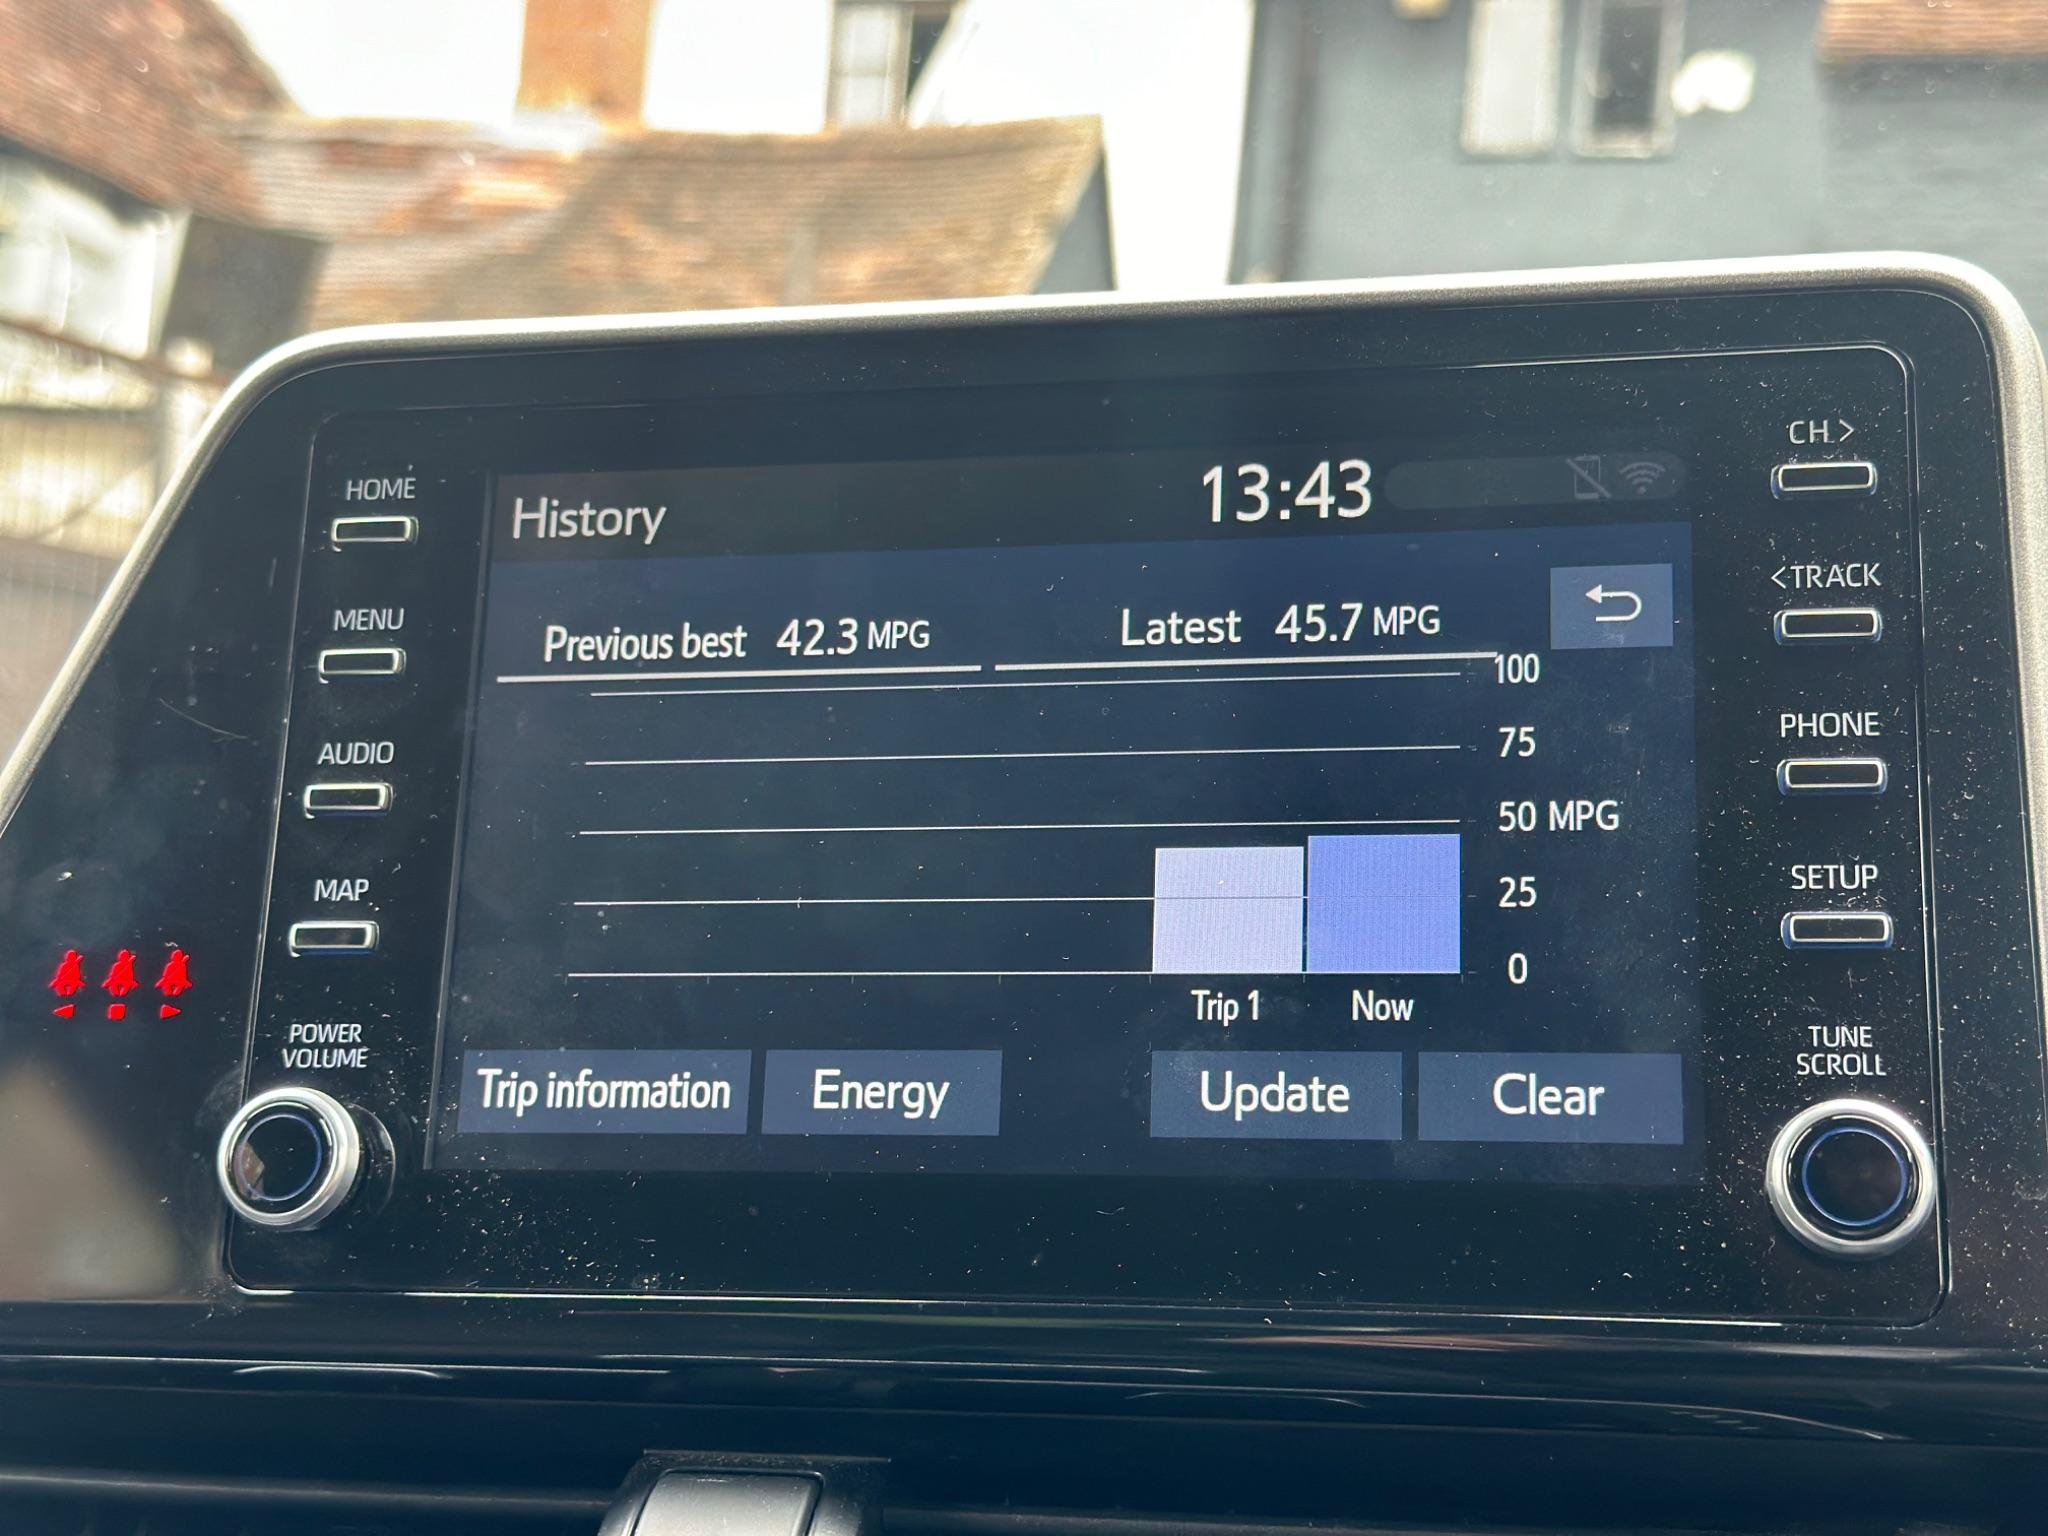 History 13:43
Previous best 42.3 MPG Latest 45.7 MPG
100
75
50 MPG
25
0
Trip 1 Now
Trip information Energy Update Clear
HOME
MENU
AUDIO
MAP
POWER
VOLUME
CH. >
< TRACK
PHONE
SETUP
TUNE
SCROLL